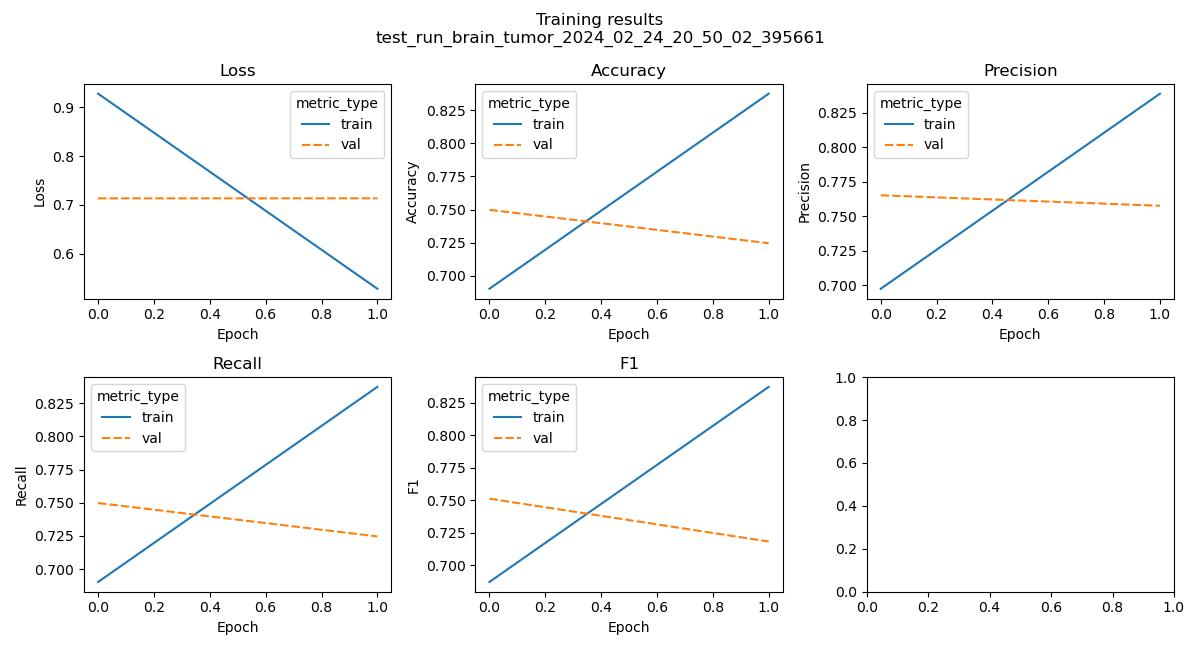 Training results
test_run_brain_tumor_2024_02_24_20_50_02_395661
Loss
0.9
0.8
0.7
0.6
Loss
metric_type
train
val
0.0 0.2 0.4 0.6 0.8 1.0
Epoch
Accuracy
0.825
0.800
0.775
0.750
0.725
0.700
Accuracy
metric_type
train
val
0.0 0.2 0.4 0.6 0.8 1.0
Epoch
Precision
0.825
0.800
0.775
0.750
0.725
0.700
Precision
metric_type
train
val
0.0 0.2 0.4 0.6 0.8 1.0
Epoch
Recall
0.825
0.800
0.775
0.750
0.725
0.700
Recall
metric_type
train
val
0.0 0.2 0.4 0.6 0.8 1.0
Epoch
F1
0.825
0.800
0.775
0.750
0.725
0.700
F1
metric_type
train
val
0.0 0.2 0.4 0.6 0.8 1.0
Epoch
1.0
0.8
0.6
0.4
0.2
0.0
0.0 0.2 0.4 0.6 0.8 1.0